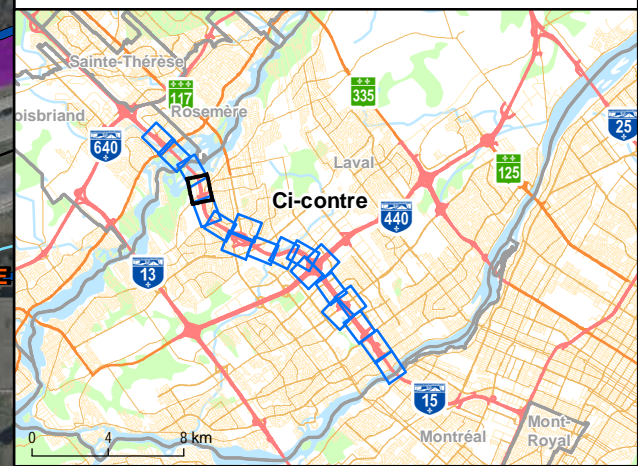 Sainte-Thérèse
117
335
oisbriand
Rosemère
25
640
Laval
125
Ci-contre
440
13
E
15
Mont-
Royal
Montréal
0 4 8 km